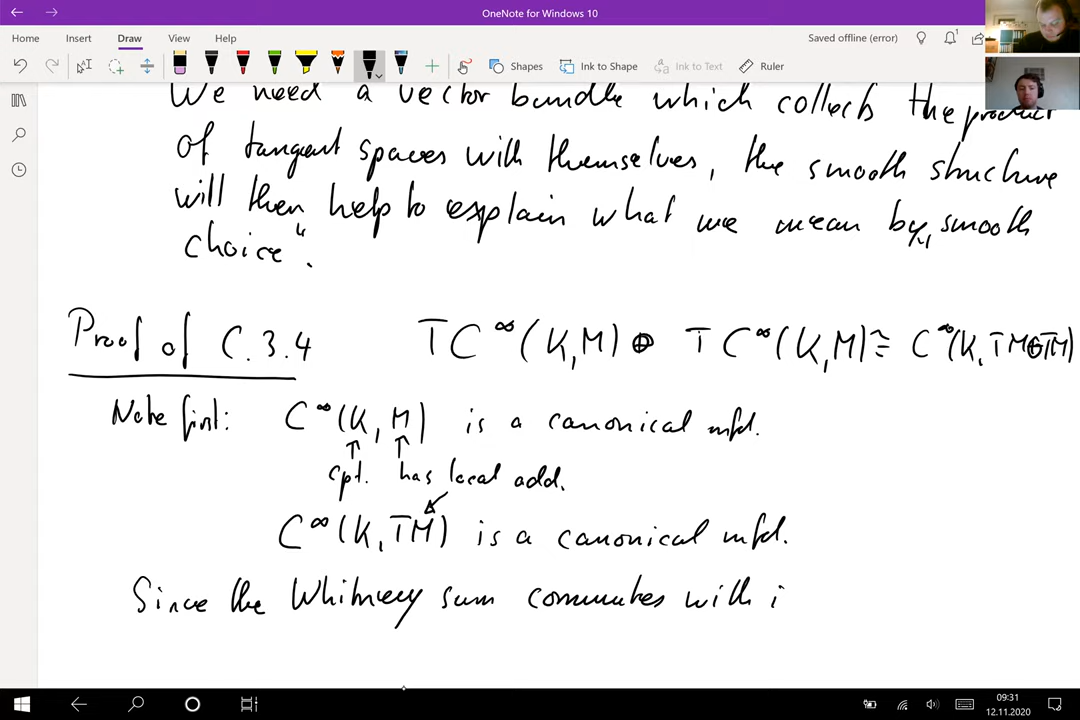 OneNote for Windows 10
Home Insert Draw View Help Saved offline (error)
Shapes Ink to Shape Ink to Text Ruler
We need a vector bundle which collects the product
of tangent spaces with themselves, the smooth structure
will then help to explain what we mean by „smooth
choice“.
Proof of C.3.4 TC^∞(K,M) ⊕ TC^∞(K,M) ≅ C^∞(K,TM⊕TM)
Note first: C^∞(K,M) is a canonical mfd.
↑ ↑
cpt. has local add.
C^∞(K,TM) is a canonical mfd.
Since the Whitney sum commutes with i
09:31
12.11.2020